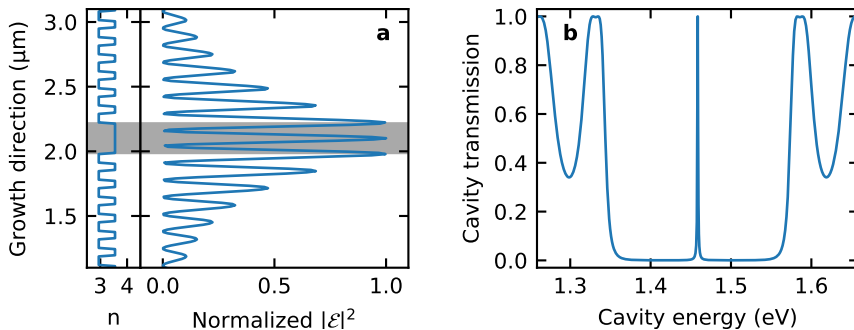 a
3.0
2.5
2.0
1.5
Growth direction (μm)
3 4
n
0.0 0.5 1.0
Normalized |ℰ|²
b
1.0
0.8
0.6
0.4
0.2
0.0
Cavity transmission
1.3 1.4 1.5 1.6
Cavity energy (eV)